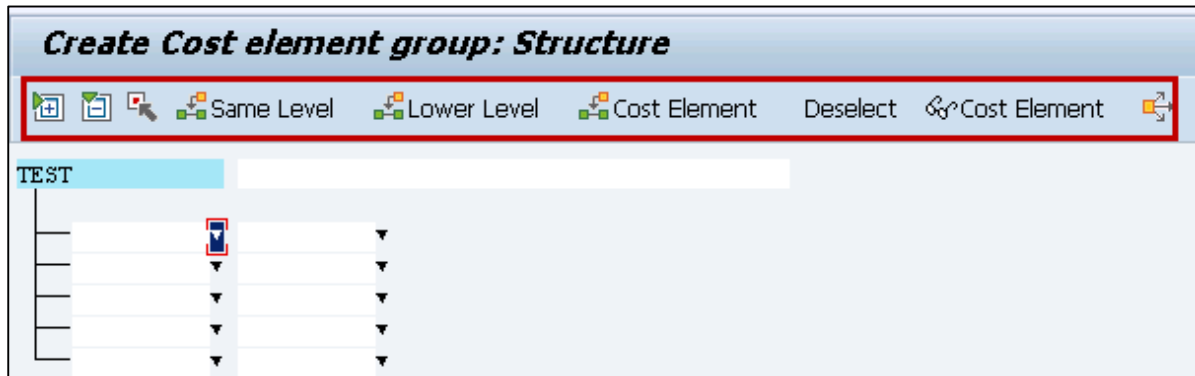 Create Cost element group: Structure
Same Level Lower Level Cost Element Deselect Cost Element
TEST